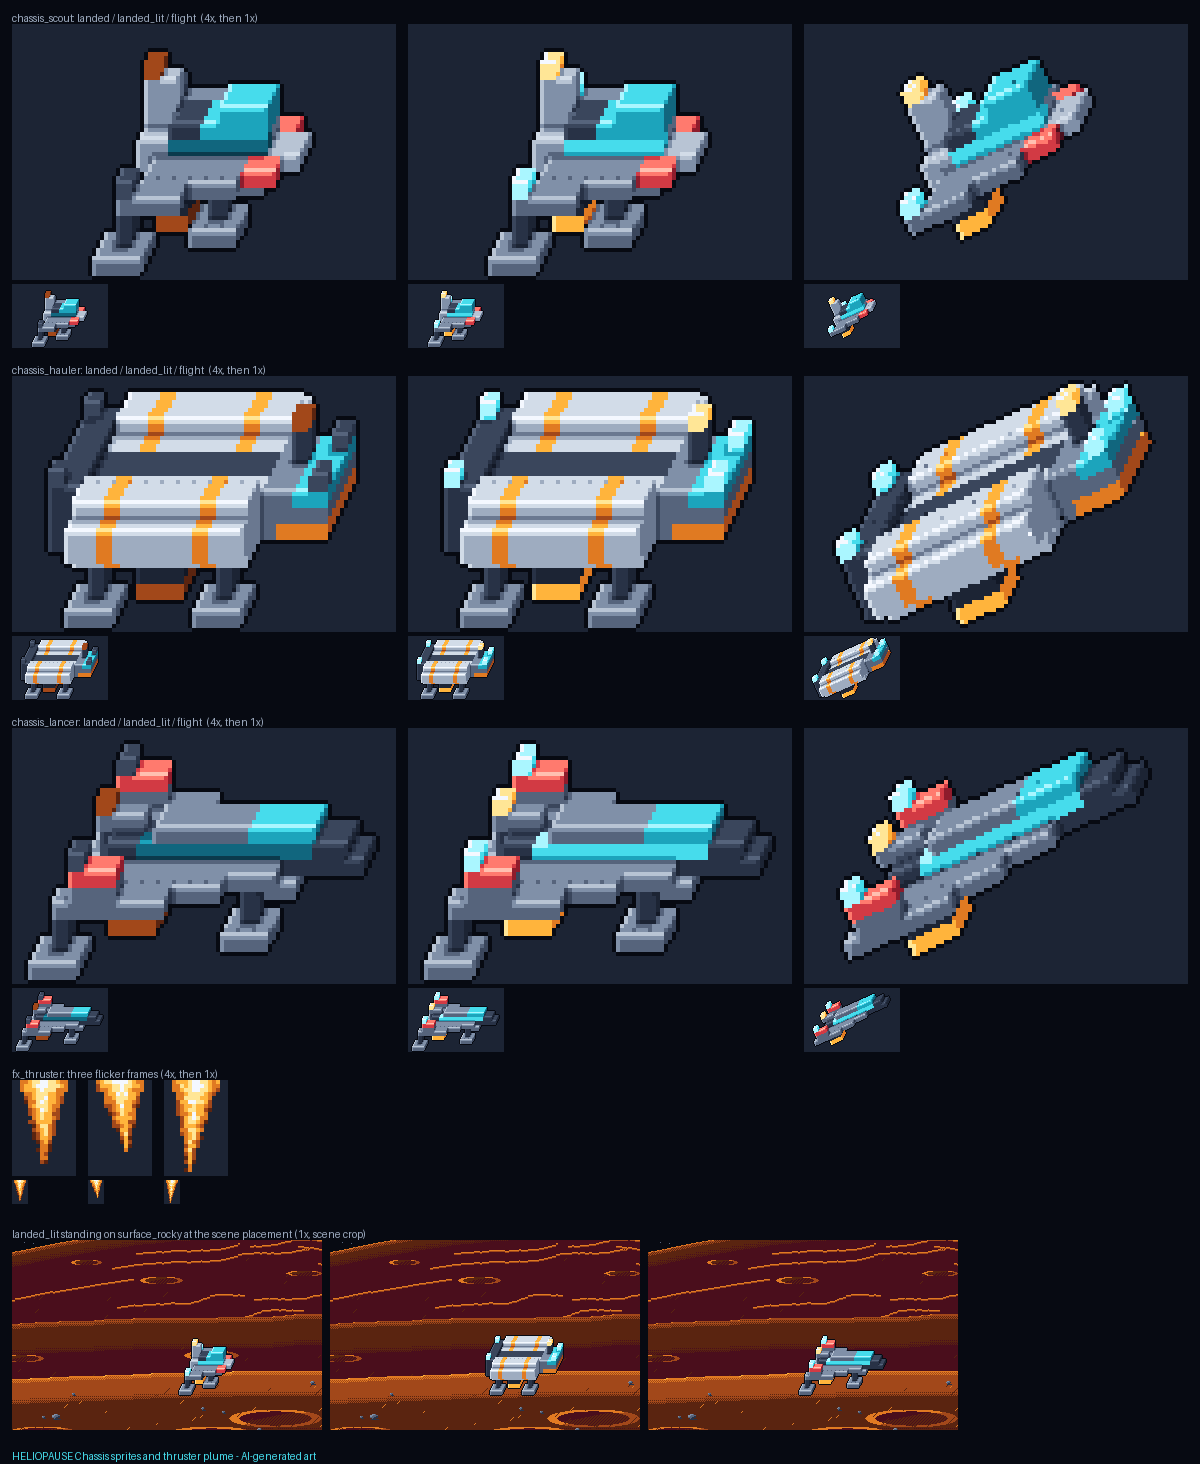 chassis_scout: landed / landed_lit / flight (4x, then 1x)
chassis_hauler: landed / landed_lit / flight (4x, then 1x)
chassis_lancer: landed / landed_lit / flight (4x, then 1x)
fx_thruster: three flicker frames (4x, then 1x)
landed_lit standing on surface_rocky at the scene placement (1x, scene crop)
HELIOPAUSE Chassis sprites and thruster plume - AI-generated art